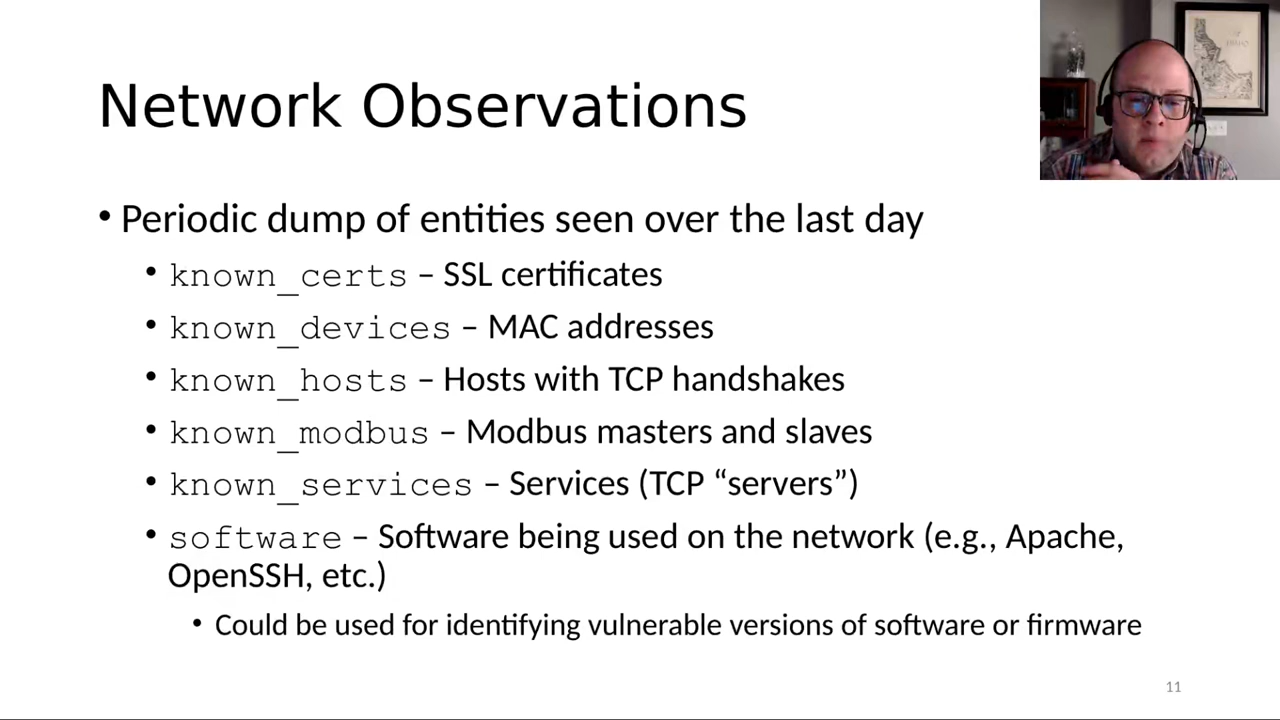 Network Observations
• Periodic dump of entities seen over the last day
• known_certs – SSL certificates
• known_devices – MAC addresses
• known_hosts – Hosts with TCP handshakes
• known_modbus – Modbus masters and slaves
• known_services – Services (TCP “servers”)
• software – Software being used on the network (e.g., Apache,
OpenSSH, etc.)
• Could be used for identifying vulnerable versions of software or firmware
11